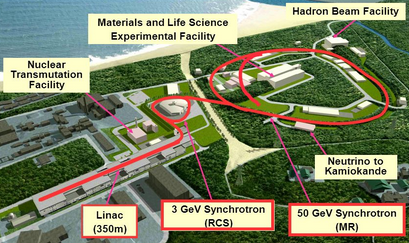 Hadron Beam Facility
Materials and Life Science
Experimental Facility
Nuclear
Transmutation
Facility
Neutrino to
Kamiokande
Linac
(350m)
3 GeV Synchrotron
(RCS)
50 GeV Synchrotron
(MR)